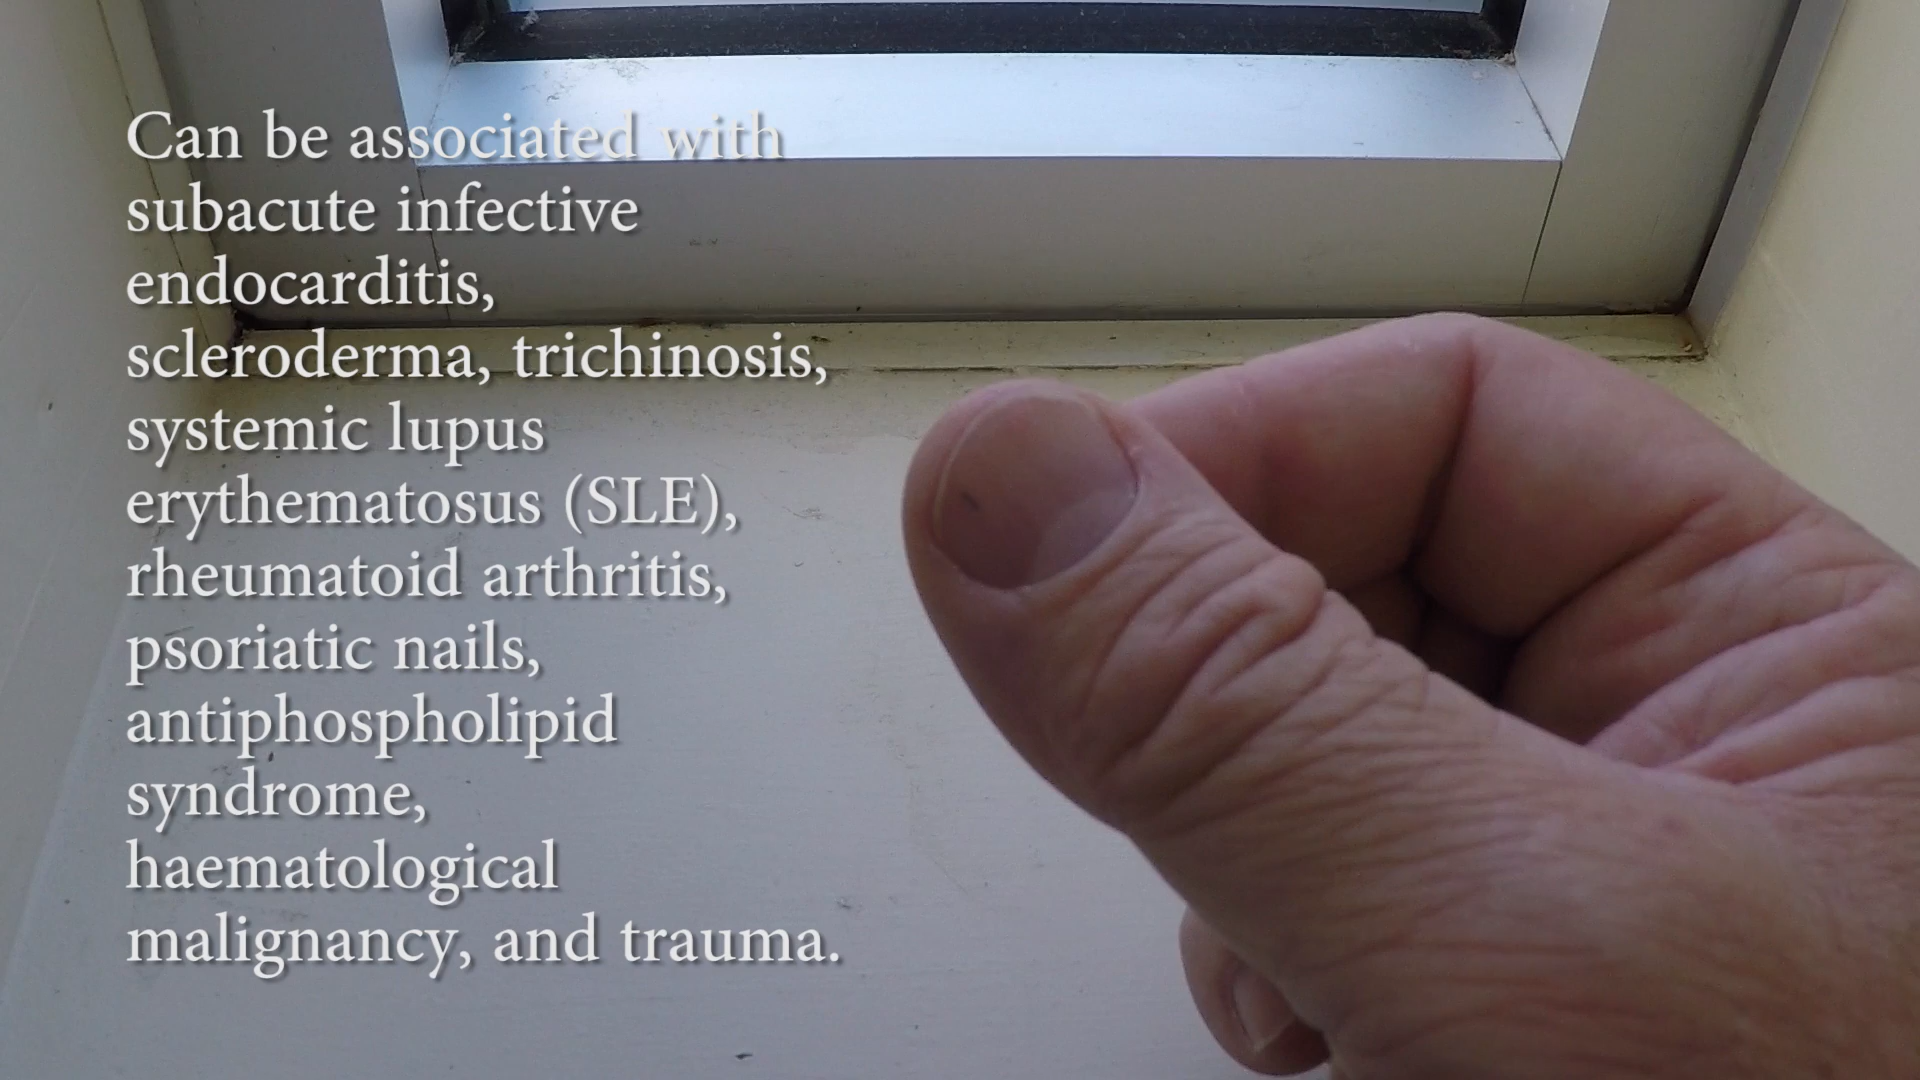 Can be associated with
subacute infective
endocarditis,
scleroderma, trichinosis,
systemic lupus
erythematosus (SLE),
rheumatoid arthritis,
psoriatic nails,
antiphospholipid
syndrome,
haematological
malignancy, and trauma.